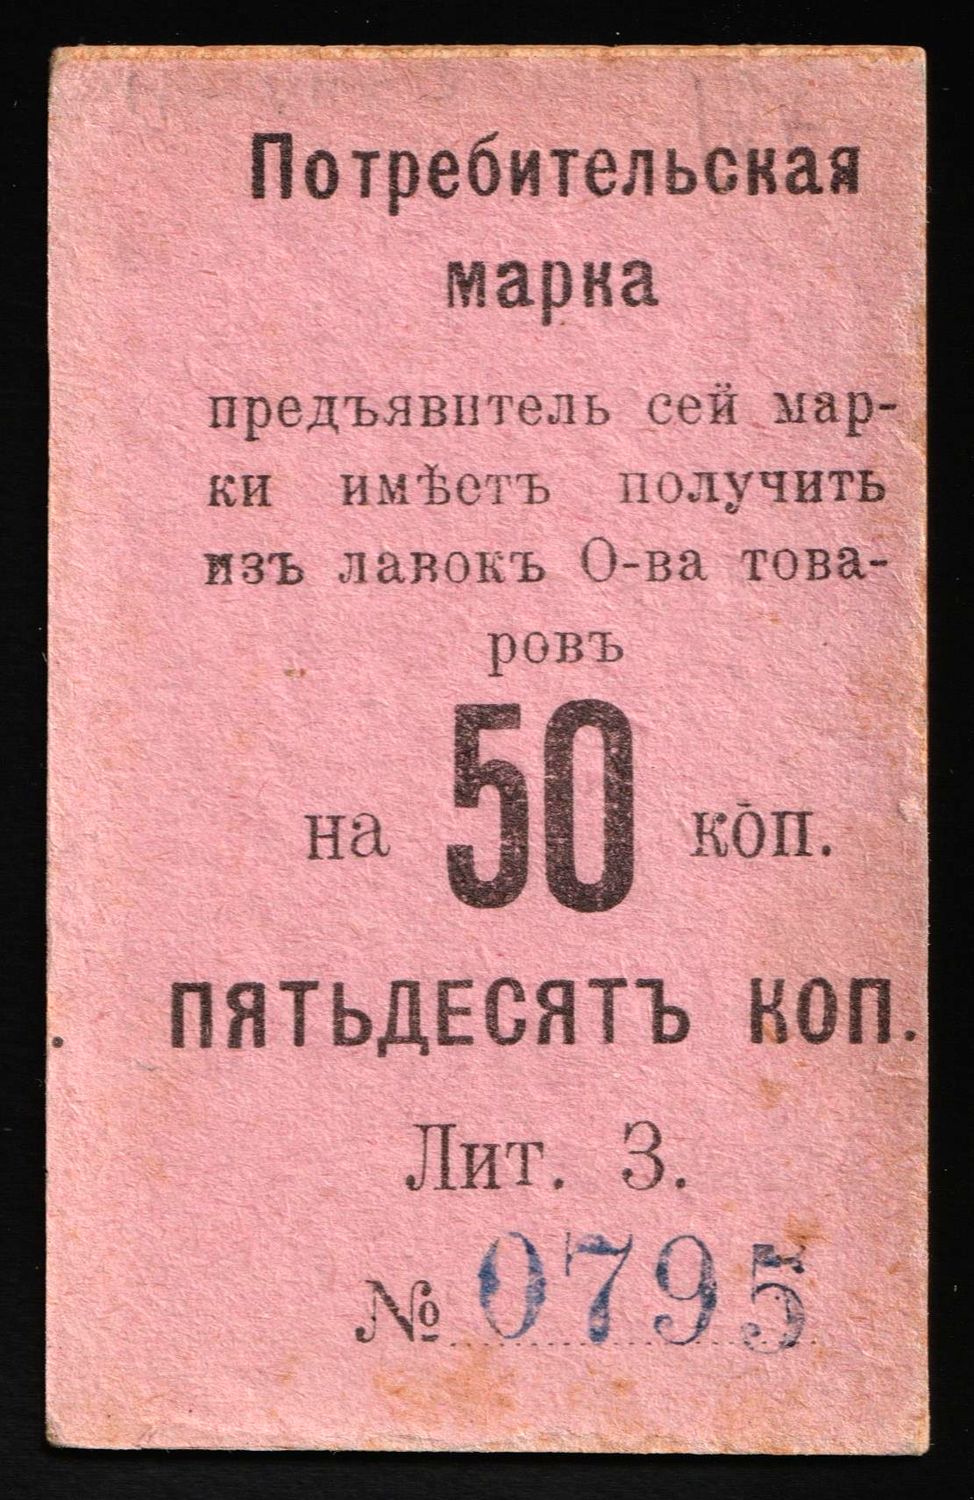 Потребительская
марка
предъявитель сей мар-
ки имѣетъ получить
изъ лавокъ О-ва това-
ровъ
на 50 коп.
. ПЯТЬДЕСЯТЪ КОП.
Лит. З.
№ 0795